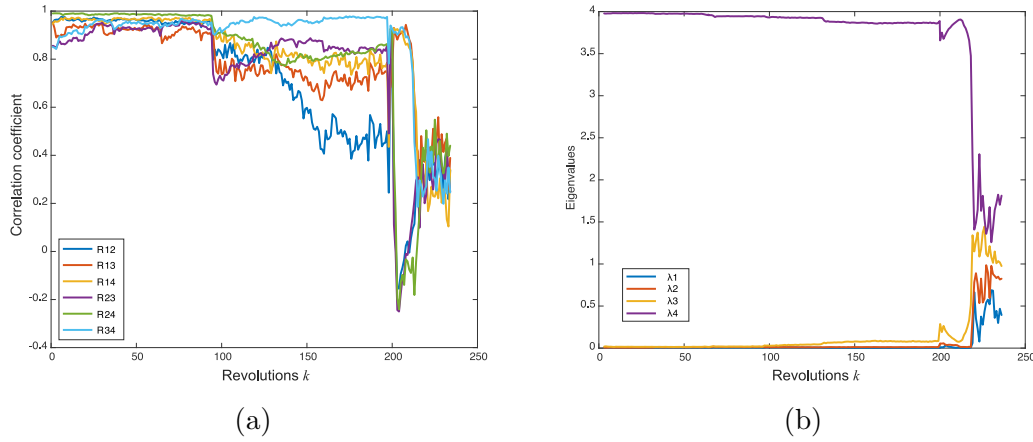 1
0.8
0.6
0.4
0.2
0
-0.2
-0.4
Correlation coefficient
R12
R13
R14
R23
R24
R34
0
50
100
150
200
250
Revolutions k
(a)
4
3.5
3
2.5
2
1.5
1
0.5
0
Eigenvalues
λ1
λ2
λ3
λ4
0
50
100
150
200
250
Revolutions k
(b)